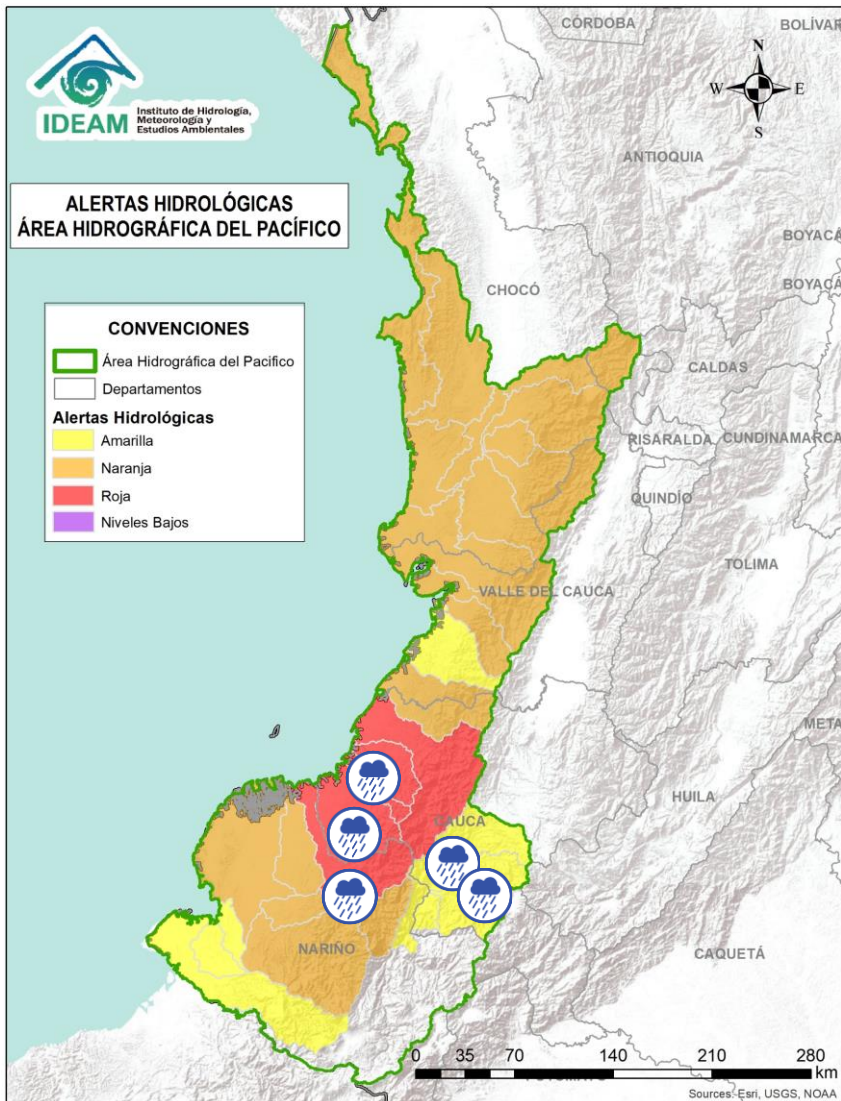 IDEAM
Instituto de Hidrología,
Meteorología y
Estudios Ambientales
ALERTAS HIDROLÓGICAS
ÁREA HIDROGRÁFICA DEL PACÍFICO
CONVENCIONES
Área Hidrográfica del Pacifico
Departamentos
Alertas Hidrológicas
Amarilla
Naranja
Roja
Niveles Bajos
N
W
E
S
CÓRDOBA
BOLÍVAR
ANTIOQUIA
BOYACÁ
BOYACÁ
CHOCÓ
CALDAS
RISARALDA
CUNDINAMARCA
QUINDÍO
TOLIMA
VALLE DEL CAUCA
META
HUILA
CAUCA
NARIÑO
CAQUETÁ
0 35 70 140 210 280
km
Sources: Esri, USGS, NOAA